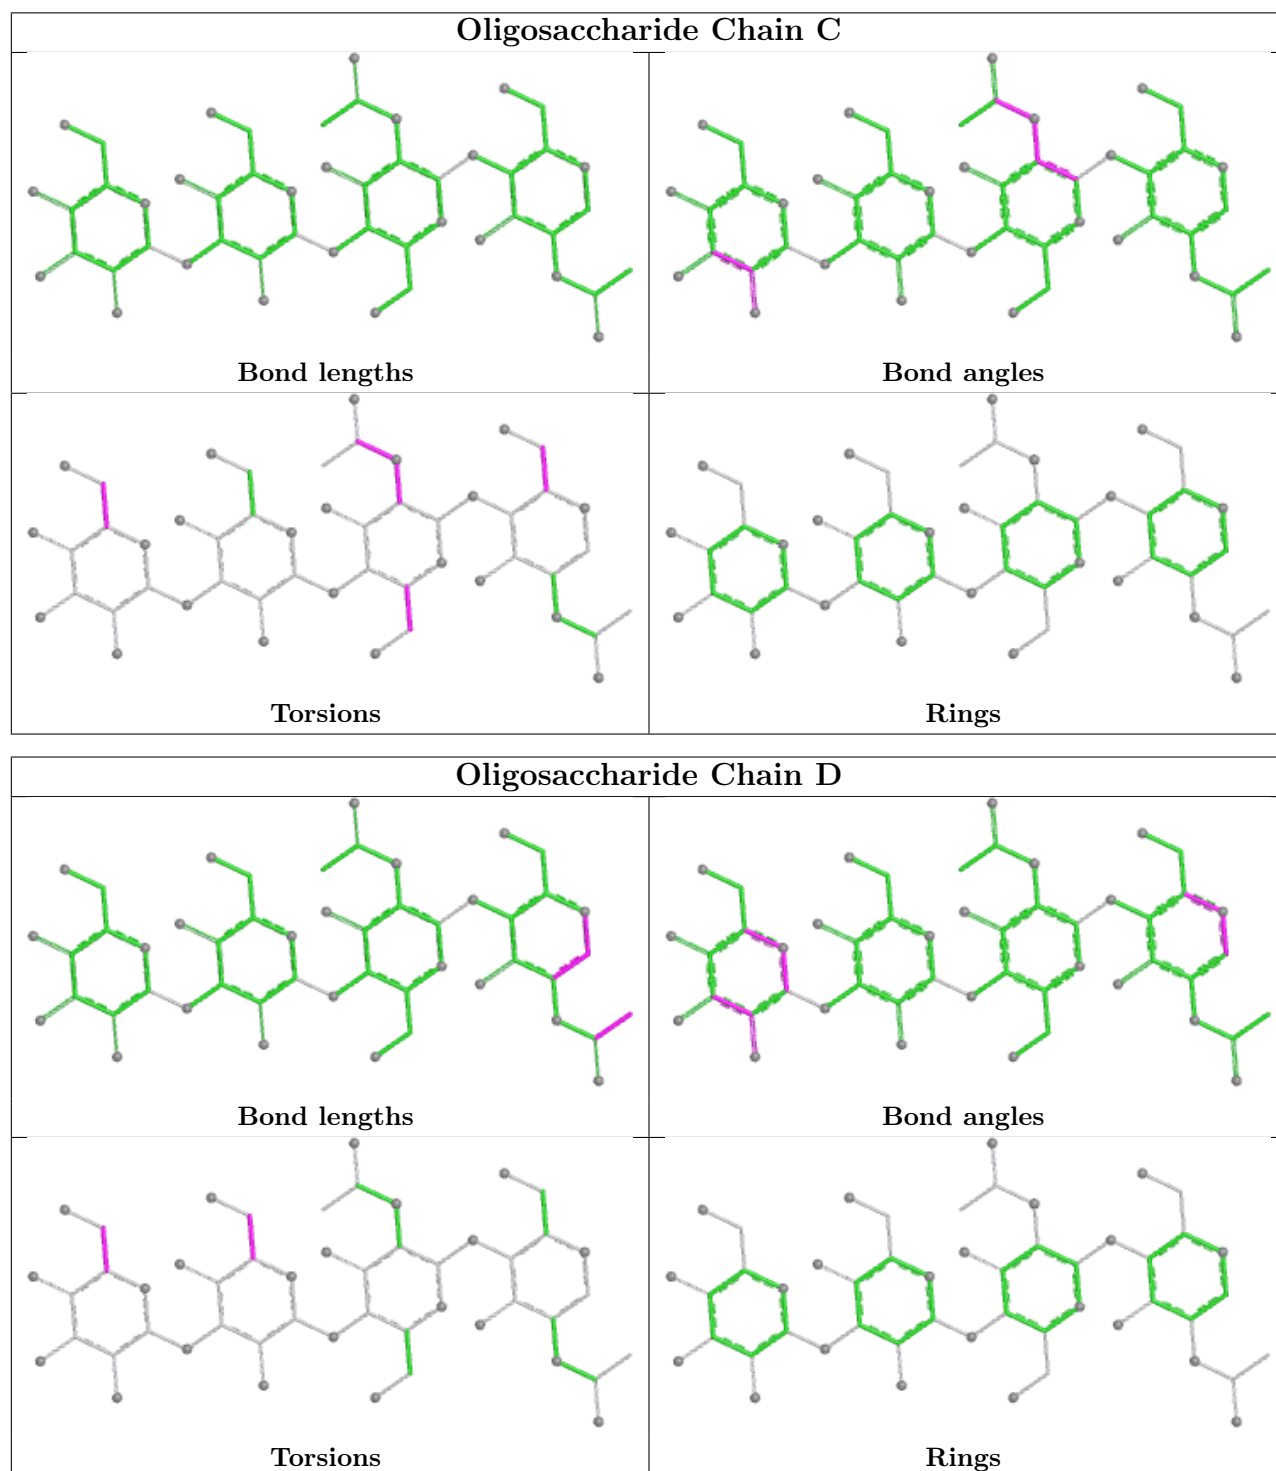 Oligosaccharide Chain C
Bond lengths
Bond angles
Torsions
Rings
Oligosaccharide Chain D
Bond lengths
Bond angles
Torsions
Rings